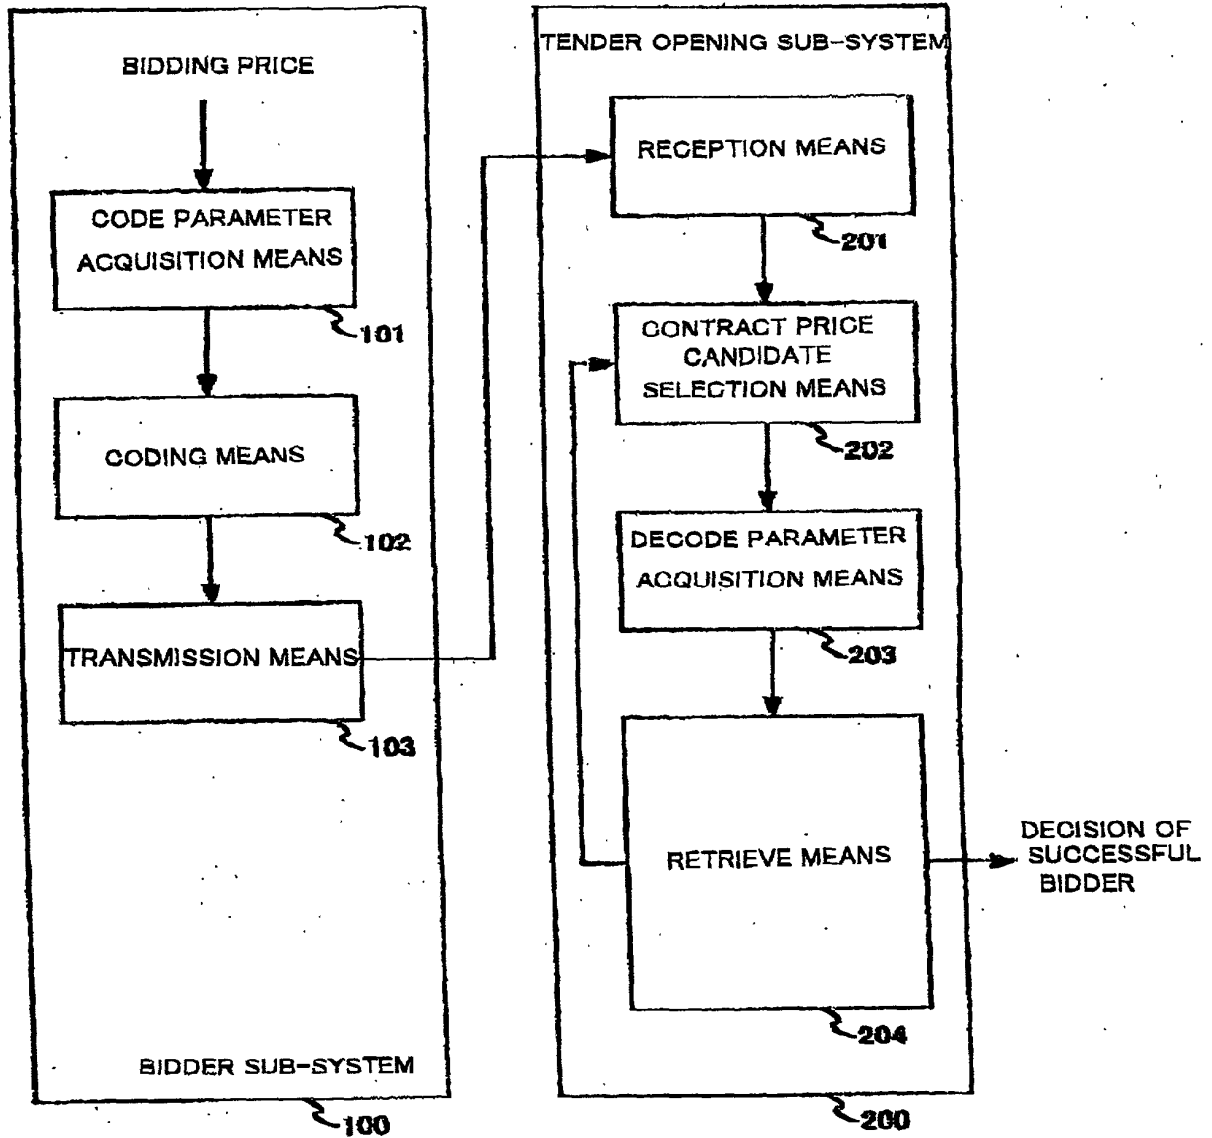 BIDDING PRICE
CODE PARAMETER
ACQUISITION MEANS
101
CODING MEANS
102
TRANSMISSION MEANS
103
BIDDER SUB-SYSTEM
100
TENDER OPENING SUB-SYSTEM
RECEPTION MEANS
201
CONTRACT PRICE
CANDIDATE
SELECTION MEANS
202
DECODE PARAMETER
ACQUISITION MEANS
203
RETRIEVE MEANS
204
200
DECISION OF
SUCCESSFUL
BIDDER